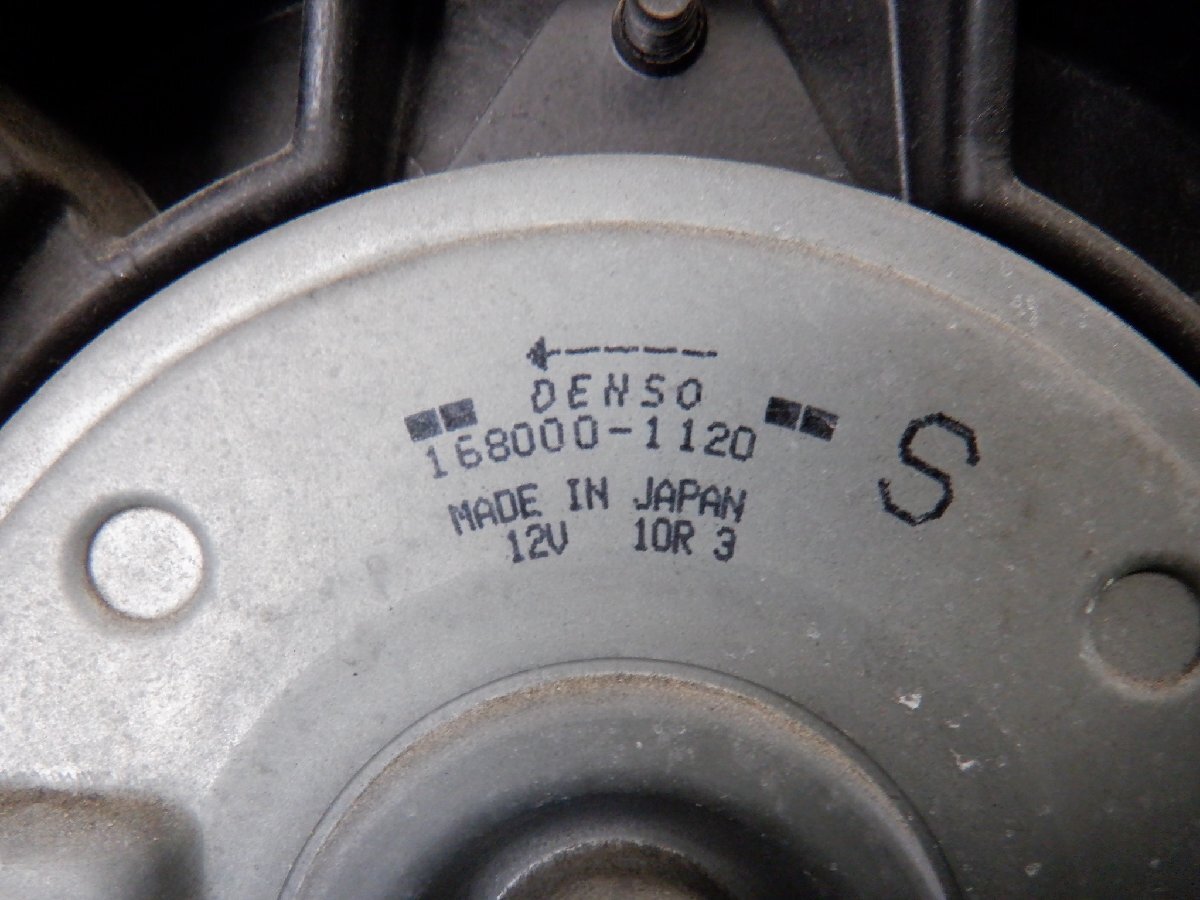 DENSO
168000-1120
S
MADE IN JAPAN
12V 10R 3